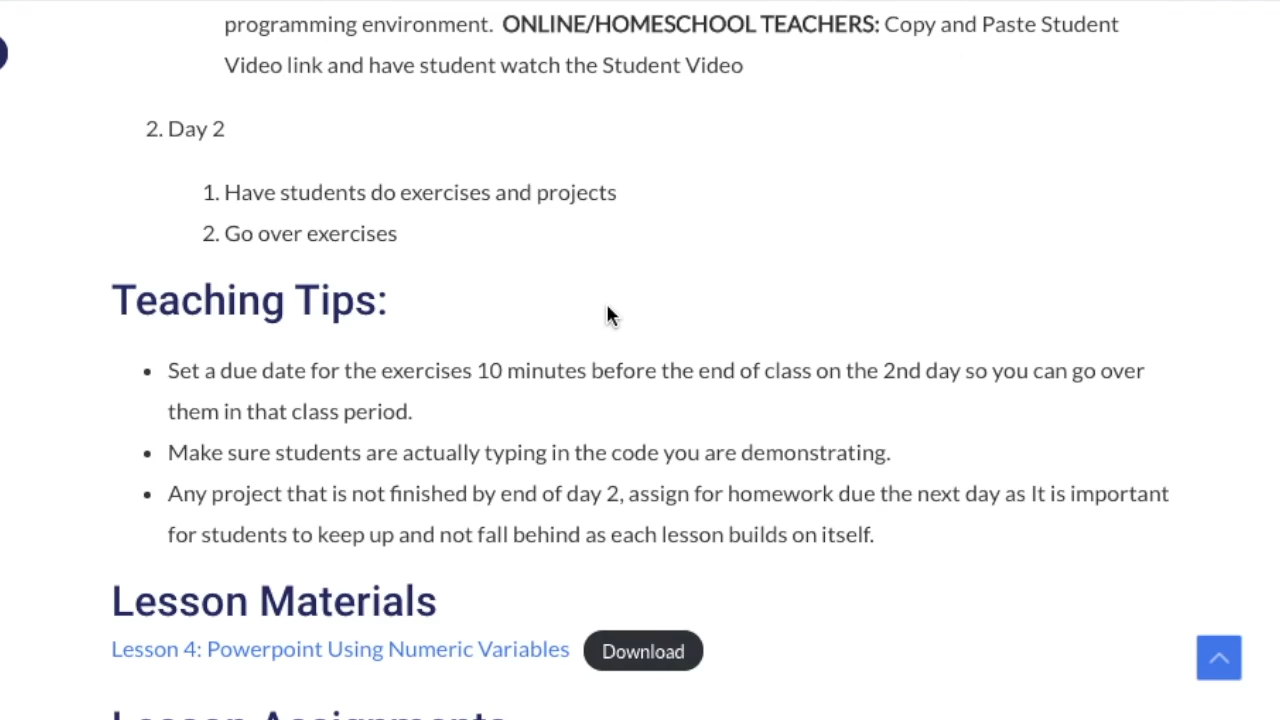 programming environment. ONLINE/HOMESCHOOL TEACHERS: Copy and Paste Student
Video link and have student watch the Student Video
2. Day 2
1. Have students do exercises and projects
2. Go over exercises
Teaching Tips:
• Set a due date for the exercises 10 minutes before the end of class on the 2nd day so you can go over
them in that class period.
• Make sure students are actually typing in the code you are demonstrating.
• Any project that is not finished by end of day 2, assign for homework due the next day as It is important
for students to keep up and not fall behind as each lesson builds on itself.
Lesson Materials
Lesson 4: Powerpoint Using Numeric Variables Download
Lesson Assignments